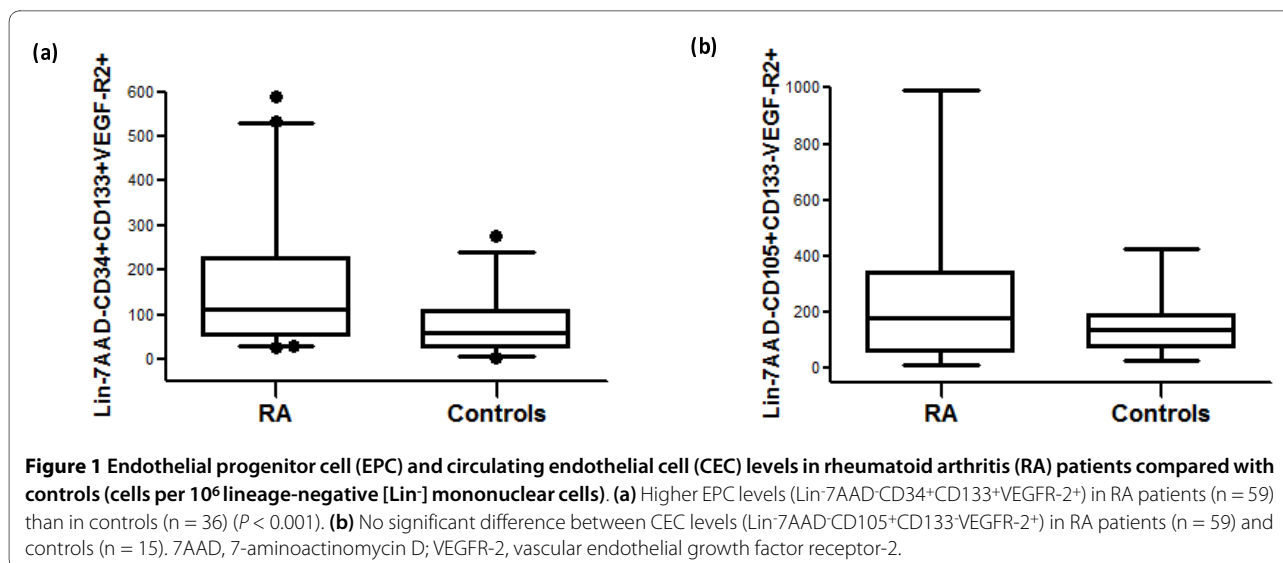 (a)
Lin-7AAD-CD34+CD133+VEGF-R2+
600
500
400
300
200
100
0
RA
Controls
(b)
Lin-7AAD-CD105+CD133-VEGF-R2+
1000
800
600
400
200
0
RA
Controls
Figure 1 Endothelial progenitor cell (EPC) and circulating endothelial cell (CEC) levels in rheumatoid arthritis (RA) patients compared with
controls (cells per 10⁶ lineage-negative [Lin⁻] mononuclear cells). (a) Higher EPC levels (Lin⁻7AAD⁻CD34⁺CD133⁺VEGFR-2⁺) in RA patients (n = 59)
than in controls (n = 36) (P < 0.001). (b) No significant difference between CEC levels (Lin⁻7AAD⁻CD105⁺CD133⁻VEGFR-2⁺) in RA patients (n = 59) and
controls (n = 15). 7AAD, 7-aminoactinomycin D; VEGFR-2, vascular endothelial growth factor receptor-2.